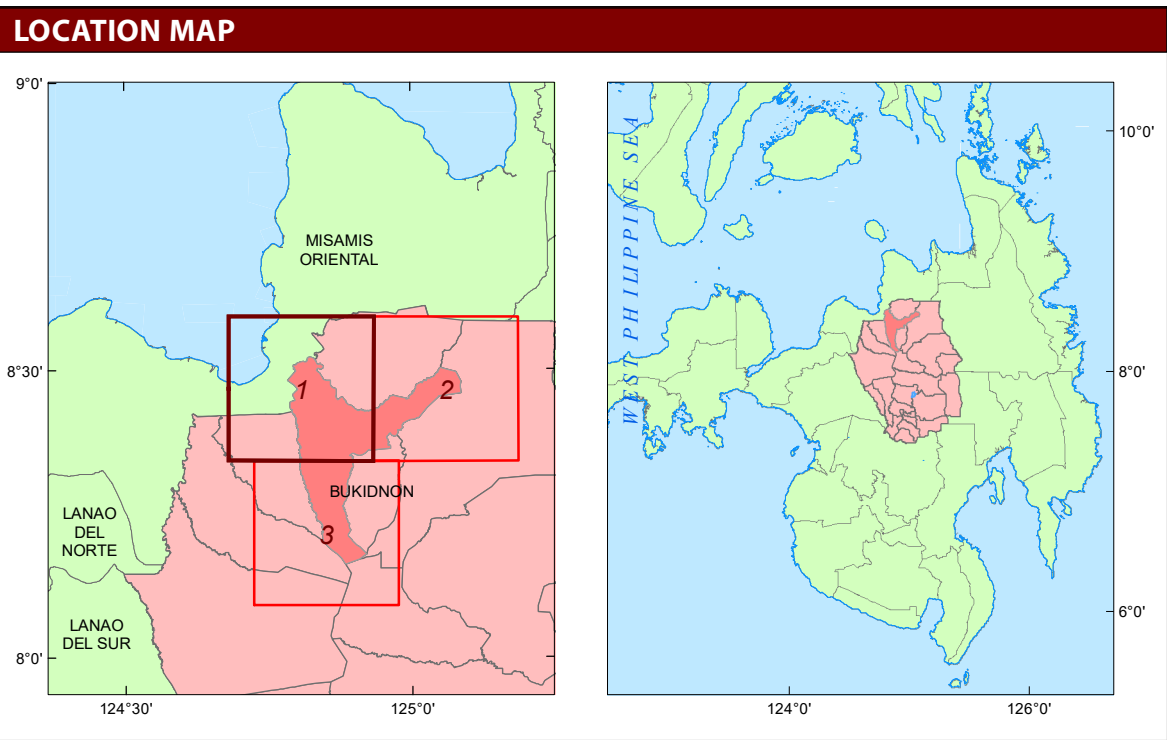 LOCATION MAP
9°0'
8°30'
8°0'
124°30'
125°0'
MISAMIS
ORIENTAL
1
2
BUKIDNON
3
LANAO
DEL
NORTE
LANAO
DEL SUR
WEST PHILIPPINE SEA
10°0'
8°0'
6°0'
124°0'
126°0'